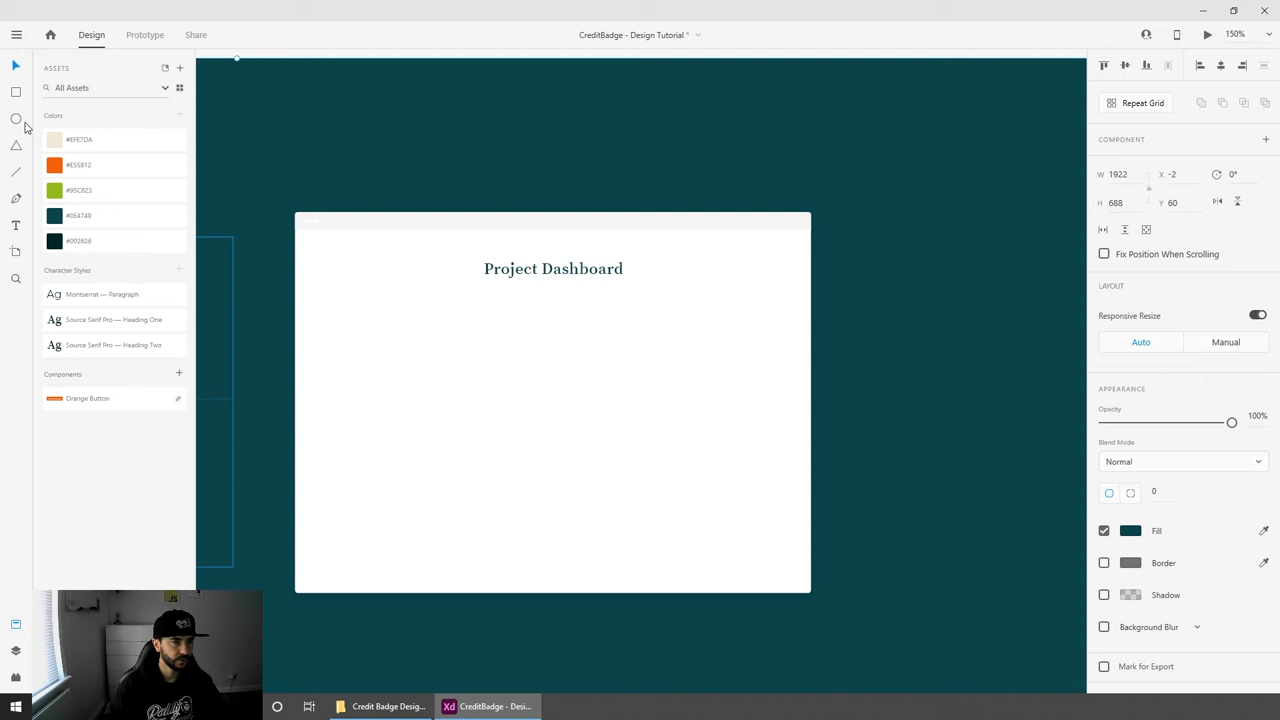 Design
Prototype
Share
CreditBadge - Design Tutorial *
150%
ASSETS
All Assets
Colors
#EFE7DA
#E55812
#95C623
#0E4749
#002626
Character Styles
Ag Montserrat — Paragraph
Ag Source Serif Pro — Heading One
Ag Source Serif Pro — Heading Two
Components
Orange Button
Project Dashboard
Repeat Grid
COMPONENT
W 1922 X -2 0°
H 688 Y 60
Fix Position When Scrolling
LAYOUT
Responsive Resize
Auto Manual
APPEARANCE
Opacity
100%
Blend Mode
Normal
0
Fill
Border
Shadow
Background Blur
Mark for Export
JS
T
Credit Badge Desig...
Xd CreditBadge - Desi...